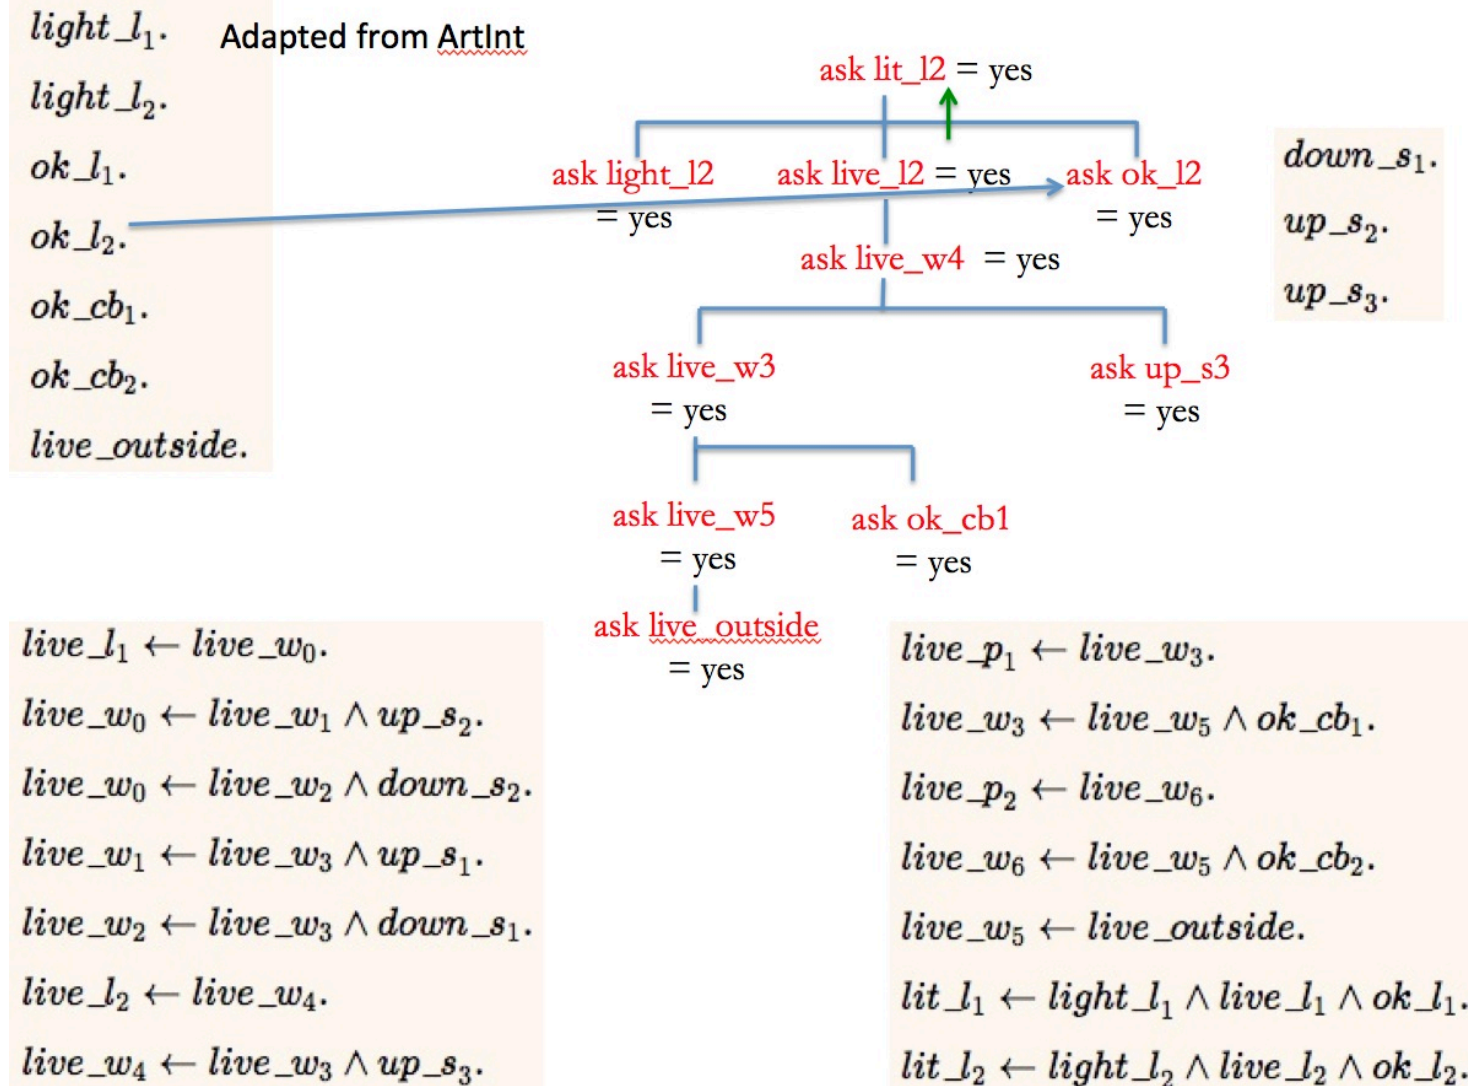 light_l₁.
Adapted from ArtInt
light_l₂.
ok_l₁.
ok_l₂.
ok_cb₁.
ok_cb₂.
live_outside.
ask lit_l2 = yes
ask light_l2
= yes
ask live_l2 = yes
ask ok_l2
= yes
ask live_w4 = yes
ask live_w3
= yes
ask up_s3
= yes
ask live_w5
= yes
ask ok_cb1
= yes
ask live_outside
= yes
down_s₁.
up_s₂.
up_s₃.
live_l₁ ← live_w₀.
live_w₀ ← live_w₁ ∧ up_s₂.
live_w₀ ← live_w₂ ∧ down_s₂.
live_w₁ ← live_w₃ ∧ up_s₁.
live_w₂ ← live_w₃ ∧ down_s₁.
live_l₂ ← live_w₄.
live_w₄ ← live_w₃ ∧ up_s₃.
live_p₁ ← live_w₃.
live_w₃ ← live_w₅ ∧ ok_cb₁.
live_p₂ ← live_w₆.
live_w₆ ← live_w₅ ∧ ok_cb₂.
live_w₅ ← live_outside.
lit_l₁ ← light_l₁ ∧ live_l₁ ∧ ok_l₁.
lit_l₂ ← light_l₂ ∧ live_l₂ ∧ ok_l₂.